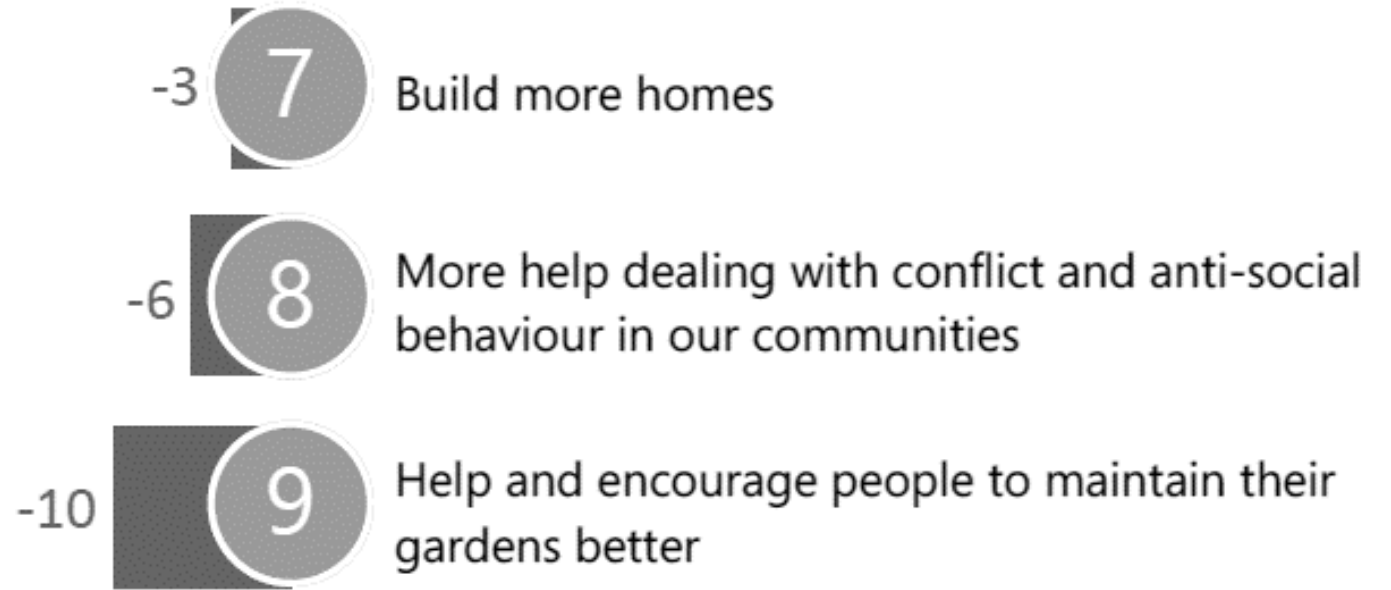 -3 7 Build more homes
-6 8 More help dealing with conflict and anti-social
behaviour in our communities
-10 9 Help and encourage people to maintain their
gardens better